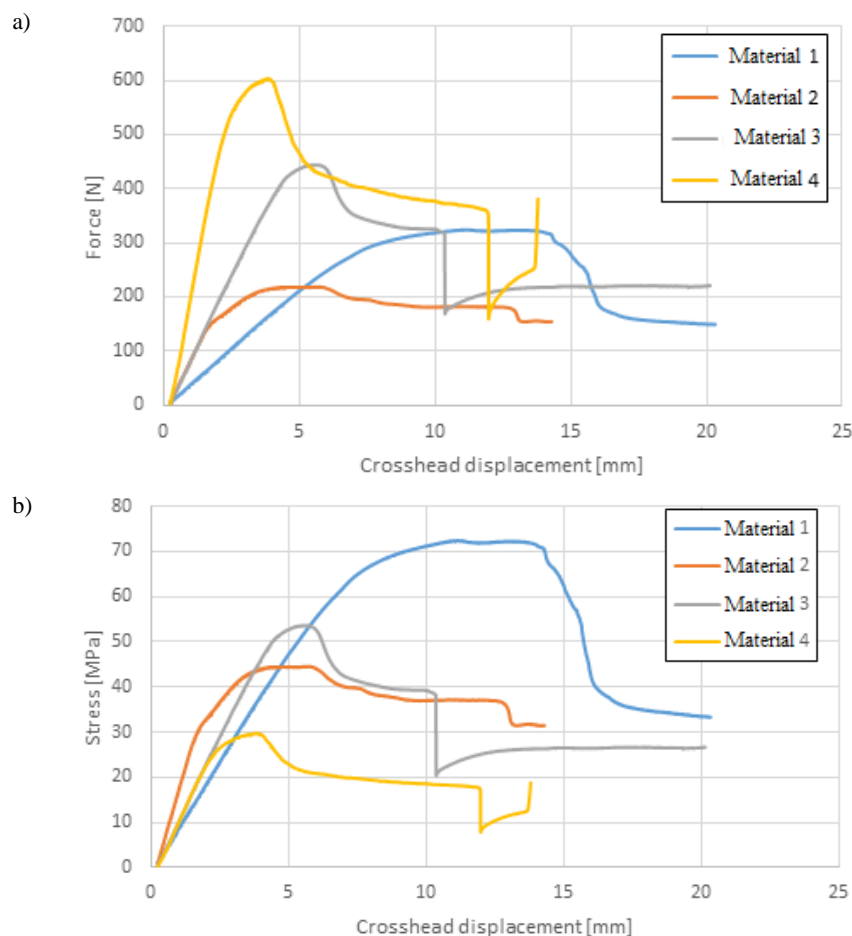 a)
700
600
500
400
300
200
100
0
Force [N]
0 5 10 15 20 25
Crosshead displacement [mm]
Material 1
Material 2
Material 3
Material 4
b)
80
70
60
50
40
30
20
10
0
Stress [MPa]
0 5 10 15 20 25
Crosshead displacement [mm]
Material 1
Material 2
Material 3
Material 4